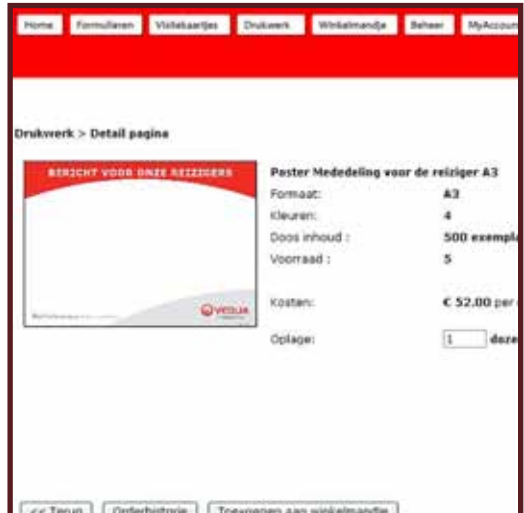 Home Formulieren Visitekaartjes Drukwerk Winkelmandje Beheer MyAccoun
Drukwerk > Detail pagina
BERICHT VOOR ONZE REIZIGERS
VEOLIA
Poster Mededeling voor de reiziger A3
Formaat: A3
Kleuren: 4
Doos inhoud : 500 exempla
Voorraad : 5
Kosten: € 52.00 per
Oplage: 1 doze
<< Terug Orderhistorie Toevoegen aan winkelmandje